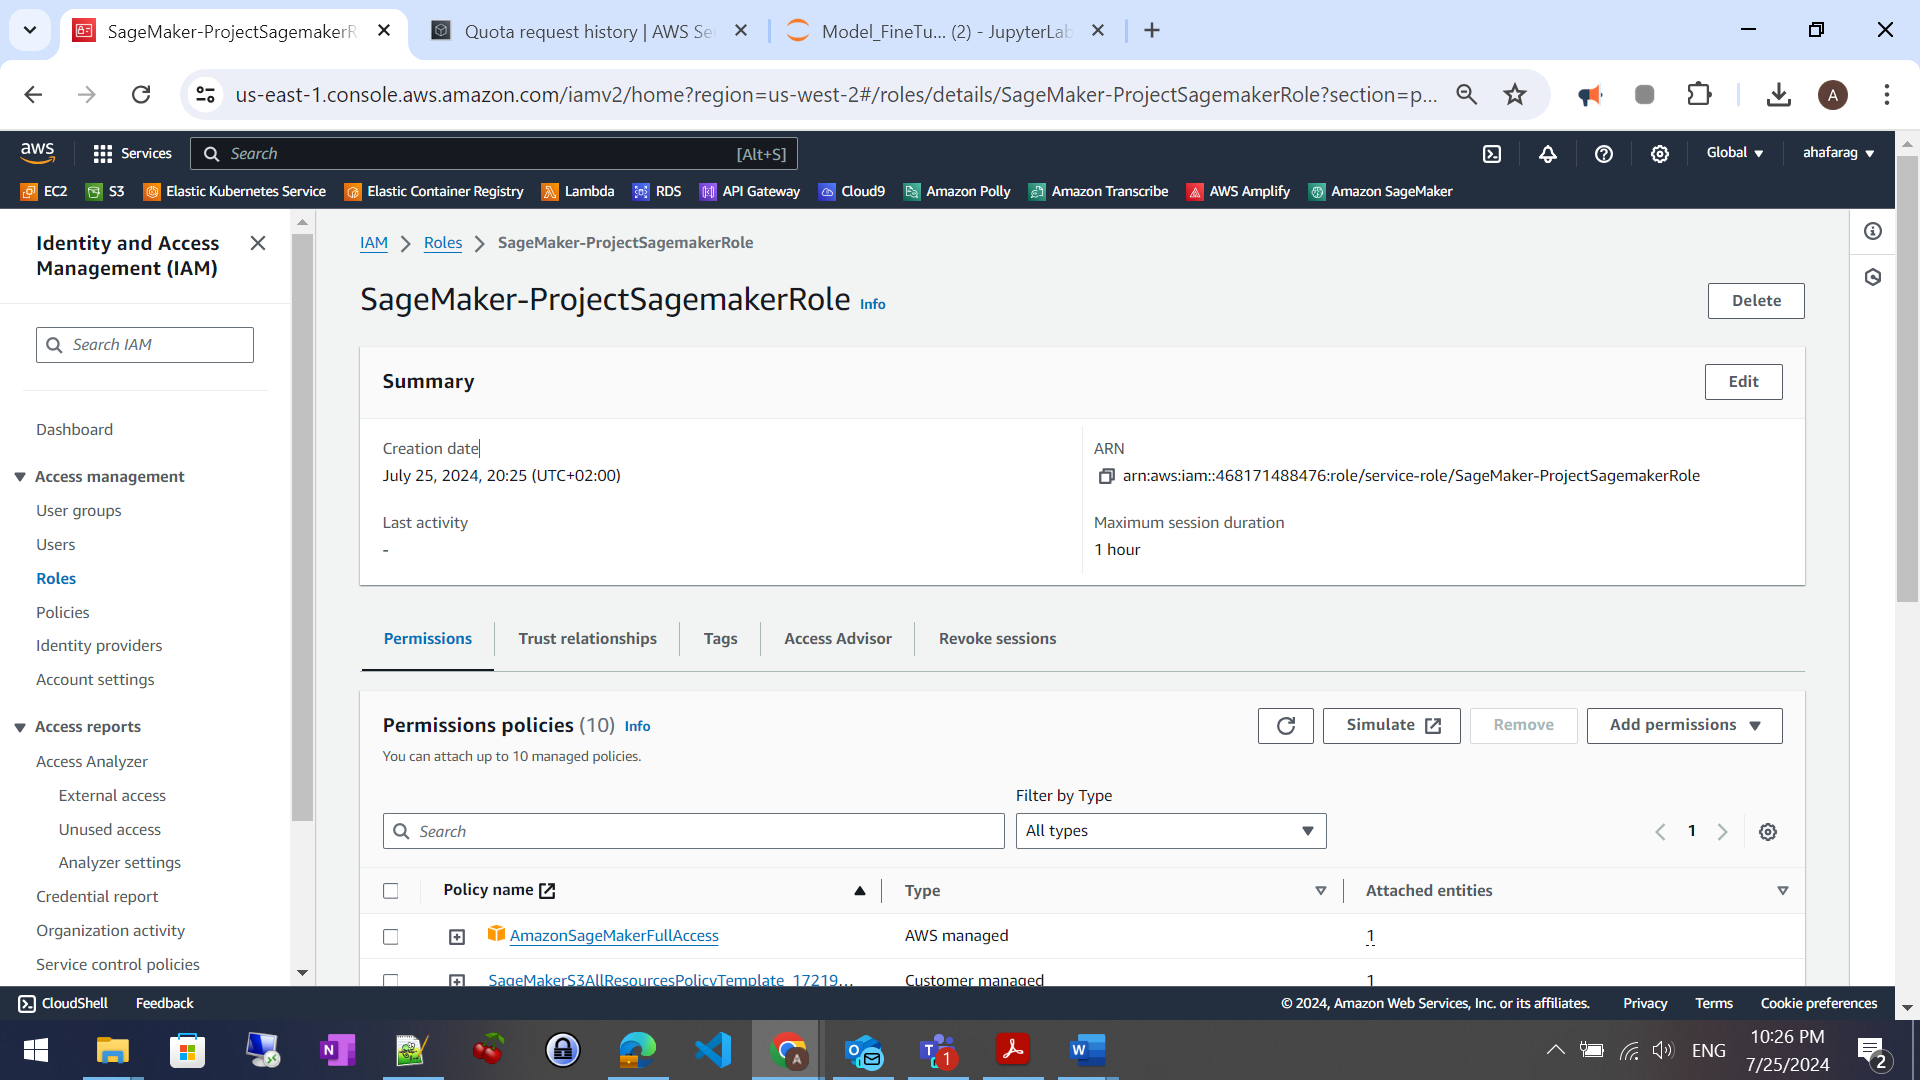 SageMaker-ProjectSagemakerR
Quota request history | AWS Se
Model_FineTu... (2) - JupyterLab
us-east-1.console.aws.amazon.com/iamv2/home?region=us-west-2#/roles/details/SageMaker-ProjectSagemakerRole?section=p...
A
aws
Services
Search
[Alt+S]
Global
ahafarag
EC2
S3
Elastic Kubernetes Service
Elastic Container Registry
Lambda
RDS
API Gateway
Cloud9
Amazon Polly
Amazon Transcribe
AWS Amplify
Amazon SageMaker
Identity and Access
Management (IAM)
Search IAM
Dashboard
Access management
User groups
Users
Roles
Policies
Identity providers
Account settings
Access reports
Access Analyzer
External access
Unused access
Analyzer settings
Credential report
Organization activity
Service control policies
IAM
Roles
SageMaker-ProjectSagemakerRole
SageMaker-ProjectSagemakerRole Info
Delete
Summary
Edit
Creation date
July 25, 2024, 20:25 (UTC+02:00)
ARN
arn:aws:iam::468171488476:role/service-role/SageMaker-ProjectSagemakerRole
Last activity
-
Maximum session duration
1 hour
Permissions
Trust relationships
Tags
Access Advisor
Revoke sessions
Permissions policies (10) Info
You can attach up to 10 managed policies.
Simulate
Remove
Add permissions
Filter by Type
Search
All types
1
Policy name
Type
Attached entities
AmazonSageMakerFullAccess
AWS managed
1
SageMakerS3AllResourcesPolicyTemplate_17219...
Customer managed
1
CloudShell
Feedback
© 2024, Amazon Web Services, Inc. or its affiliates.
Privacy
Terms
Cookie preferences
N
A
1
W
ENG
10:26 PM
7/25/2024
2